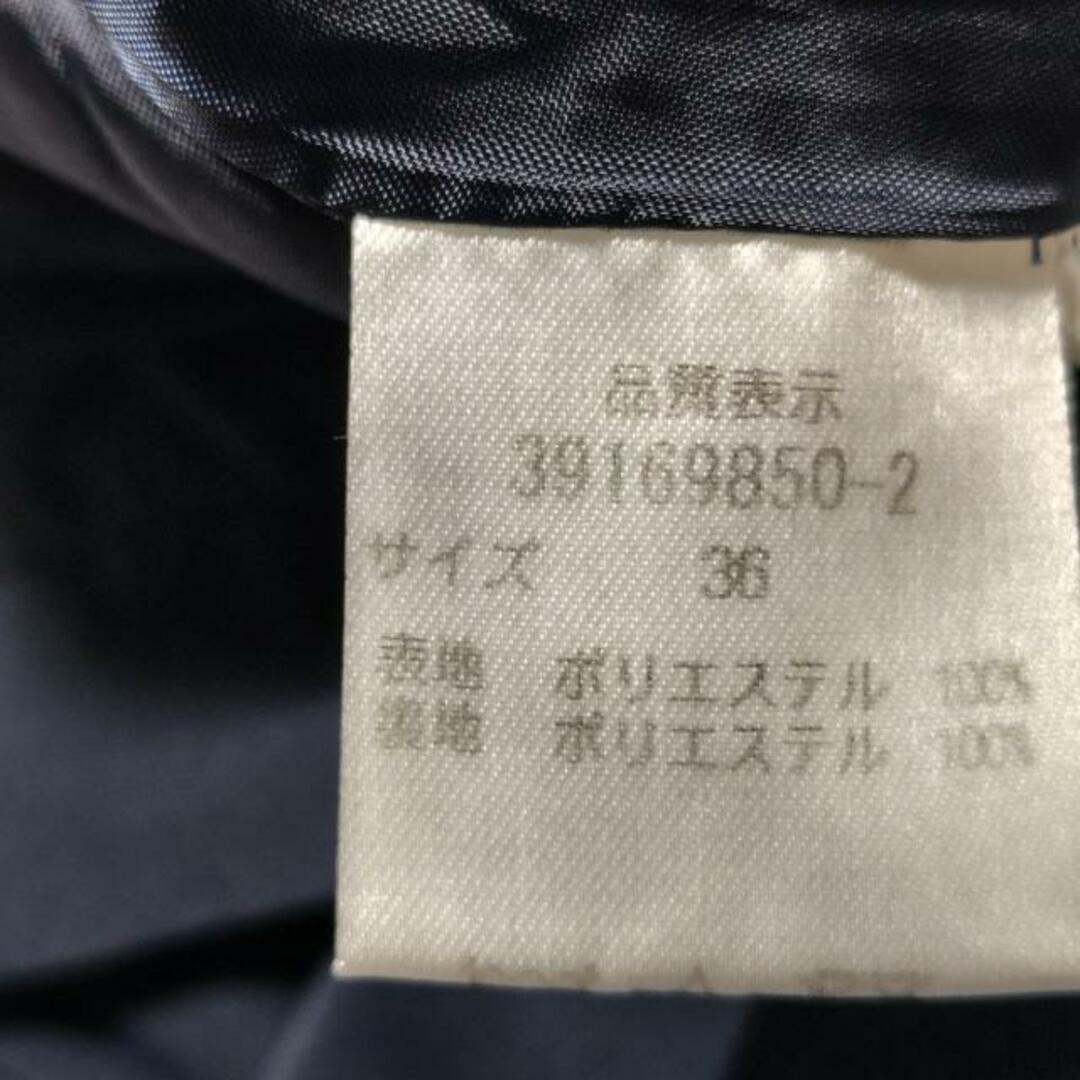 品質表示
39169850-2
サイズ 36
表地 ポリエステル 100%
裏地 ポリエステル 100%